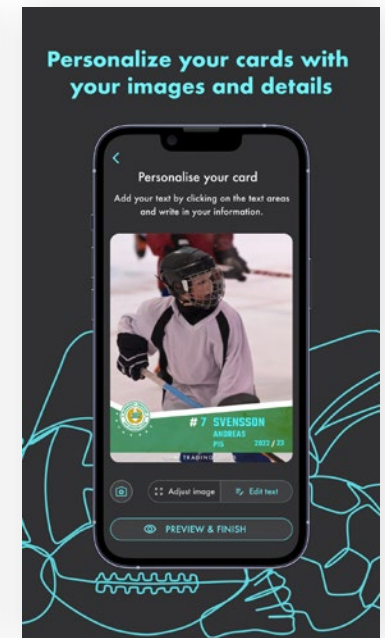 Personalize your cards with
your images and details
Personalise your card
Add your text by clicking on the text areas
and write in your information.
# 7 SVENSSON
ANDREAS
P15 2022/23
TRADING
Adjust image
Edit text
PREVIEW & FINISH